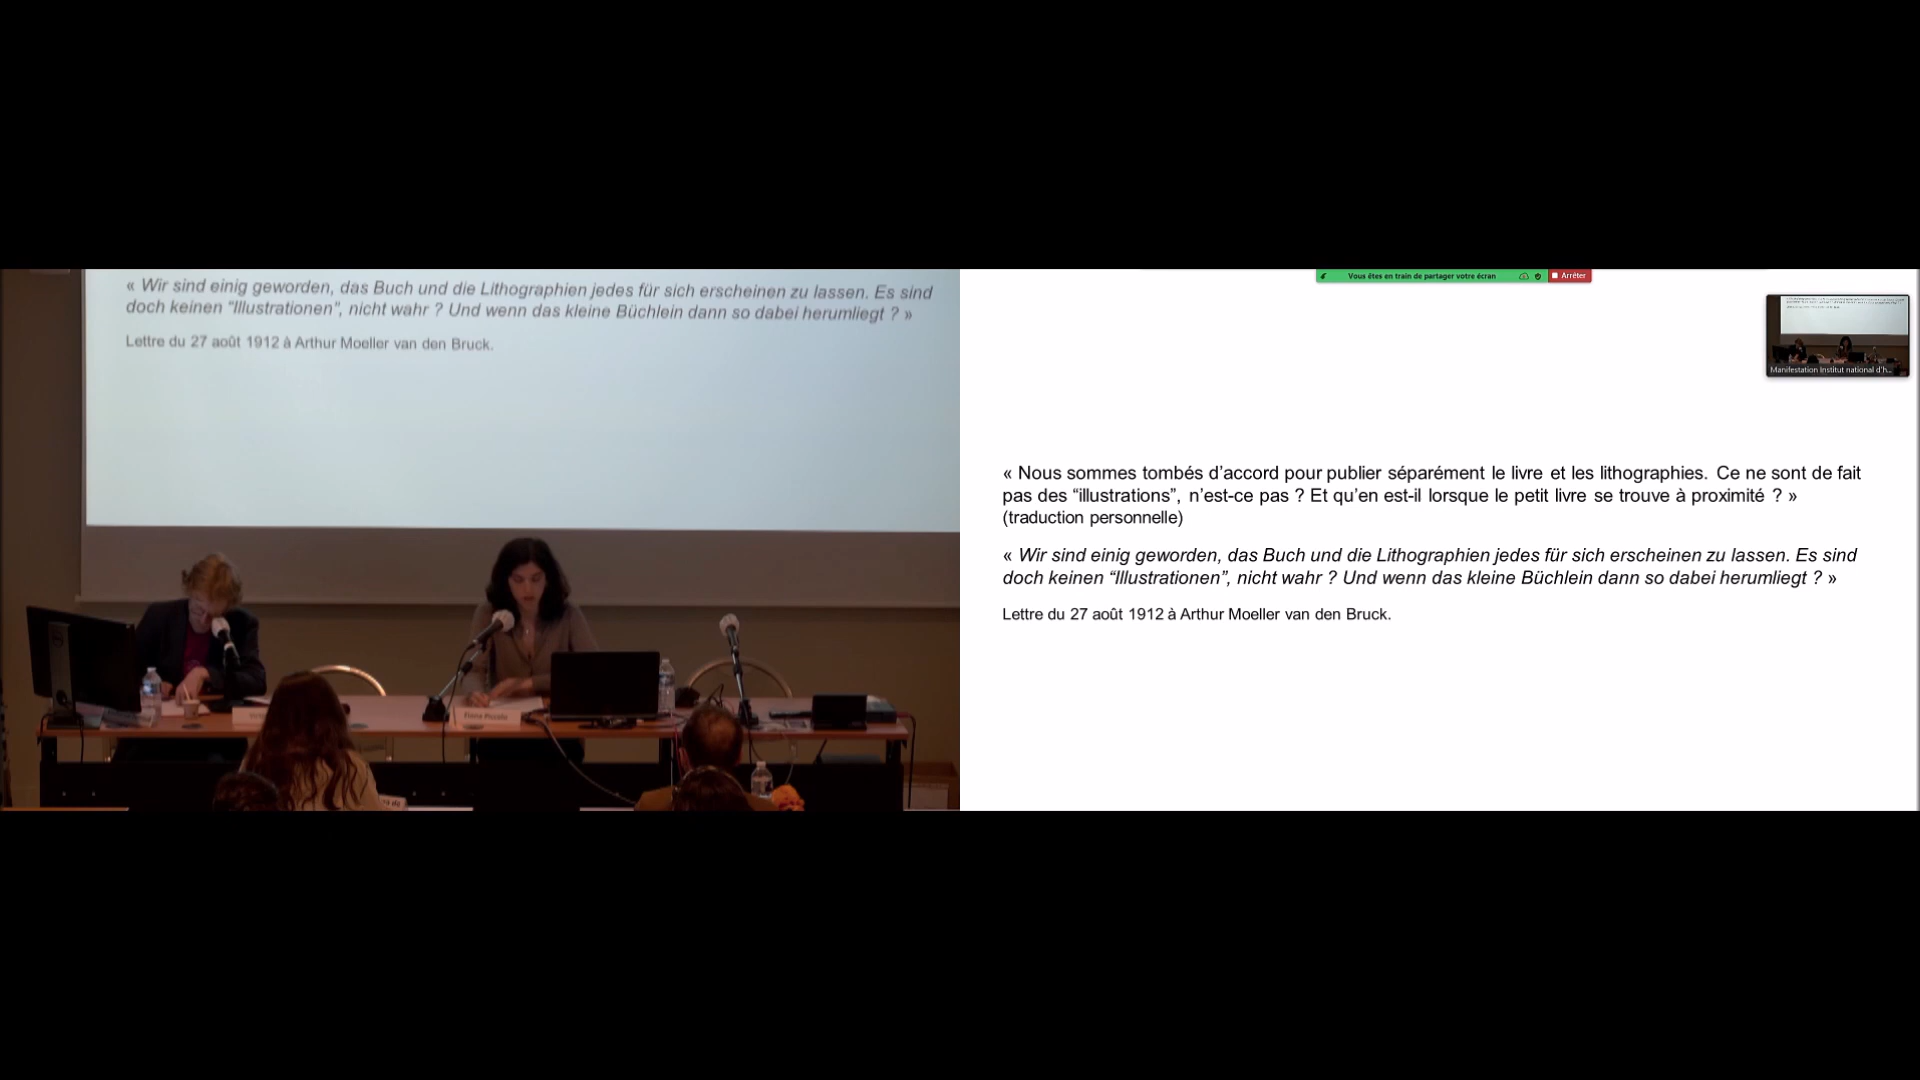 « Wir sind einig geworden, das Buch und die Lithographien jedes für sich erscheinen zu lassen. Es sind
doch keinen “Illustrationen”, nicht wahr ? Und wenn das kleine Büchlein dann so dabei herumliegt ? »
Lettre du 27 août 1912 à Arthur Moeller van den Bruck.
Vous êtes en train de partager votre écran
Arrêter
Manifestation Institut national d'h...
« Nous sommes tombés d’accord pour publier séparément le livre et les lithographies. Ce ne sont de fait
pas des “illustrations”, n’est-ce pas ? Et qu’en est-il lorsque le petit livre se trouve à proximité ? »
(traduction personnelle)
« Wir sind einig geworden, das Buch und die Lithographien jedes für sich erscheinen zu lassen. Es sind
doch keinen “Illustrationen”, nicht wahr ? Und wenn das kleine Büchlein dann so dabei herumliegt ? »
Lettre du 27 août 1912 à Arthur Moeller van den Bruck.